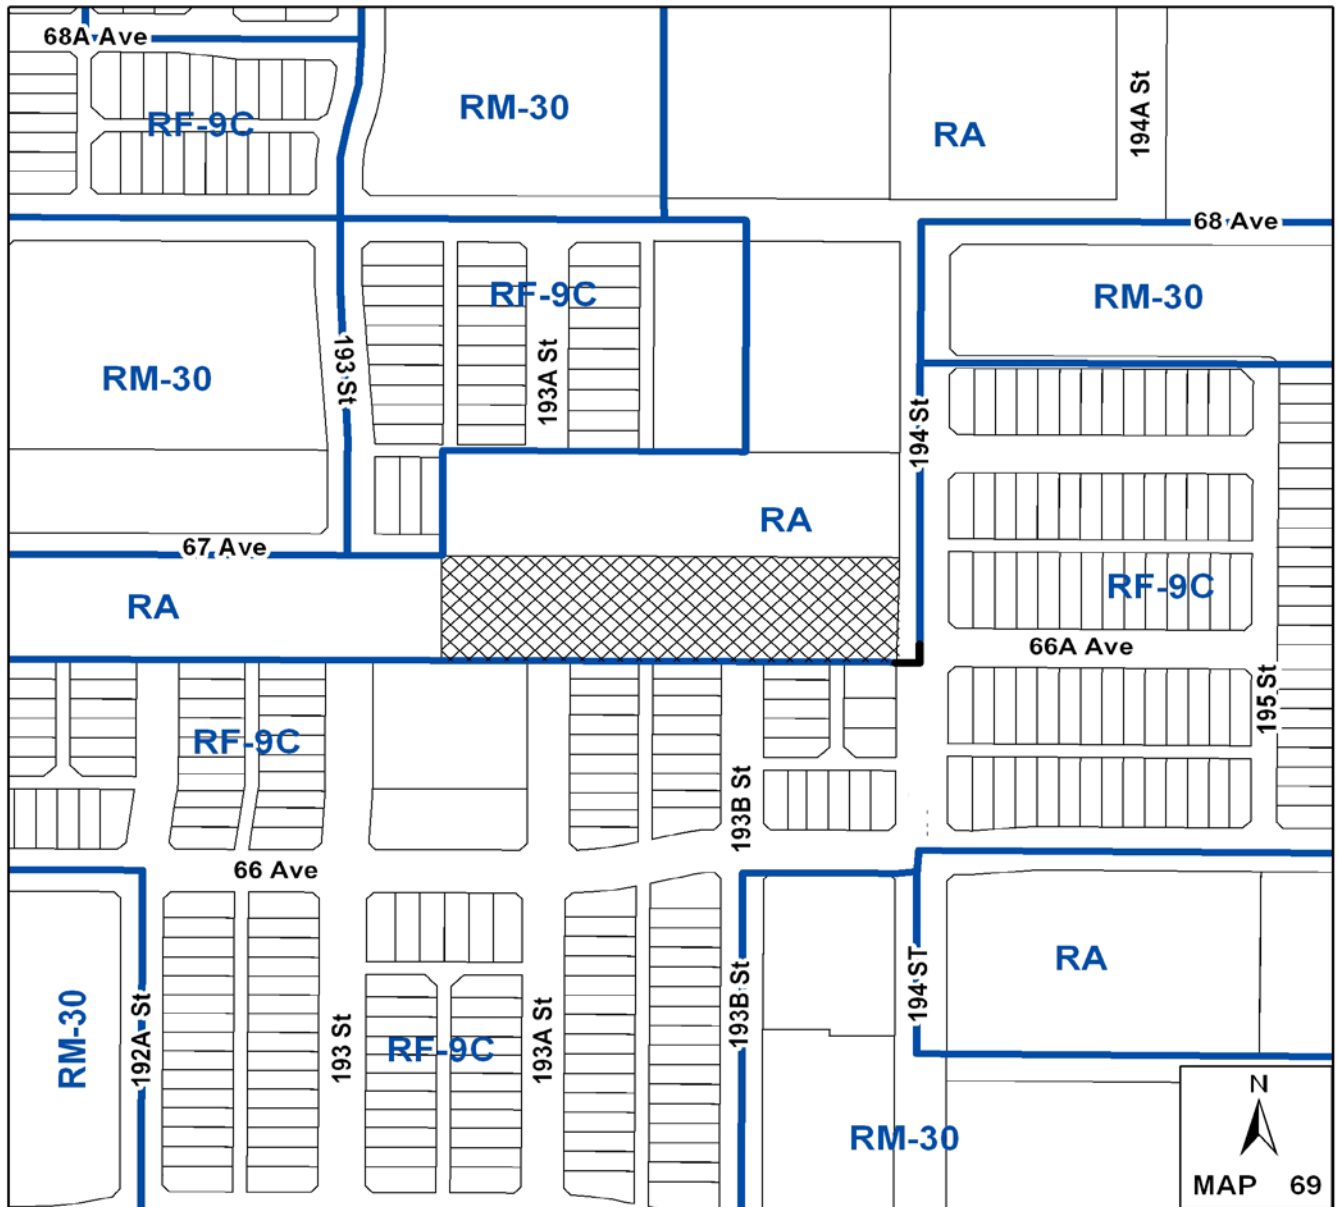 68A Ave
RF-9C
RM-30
RA
194A St
68 Ave
RM-30
RF-9C
RM-30
193 St
193A St
194 St
RA
67 Ave
RA
RF-9C
66A Ave
195 St
RF-9C
193B St
66 Ave
RM-30
192A St
193 St
RF-9C
193A St
193B St
194 ST
RA
RM-30
N
MAP 69